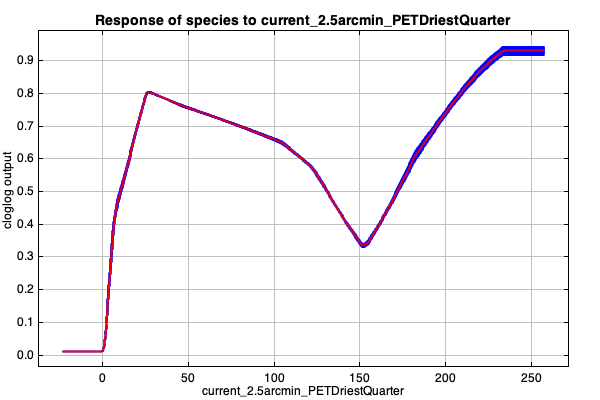 Response of species to current_2.5arcmin_PETDriestQuarter
0.9
0.8
0.7
0.6
0.5
0.4
0.3
0.2
0.1
0.0
cloglog output
0 50 100 150 200 250
current_2.5arcmin_PETDriestQuarter